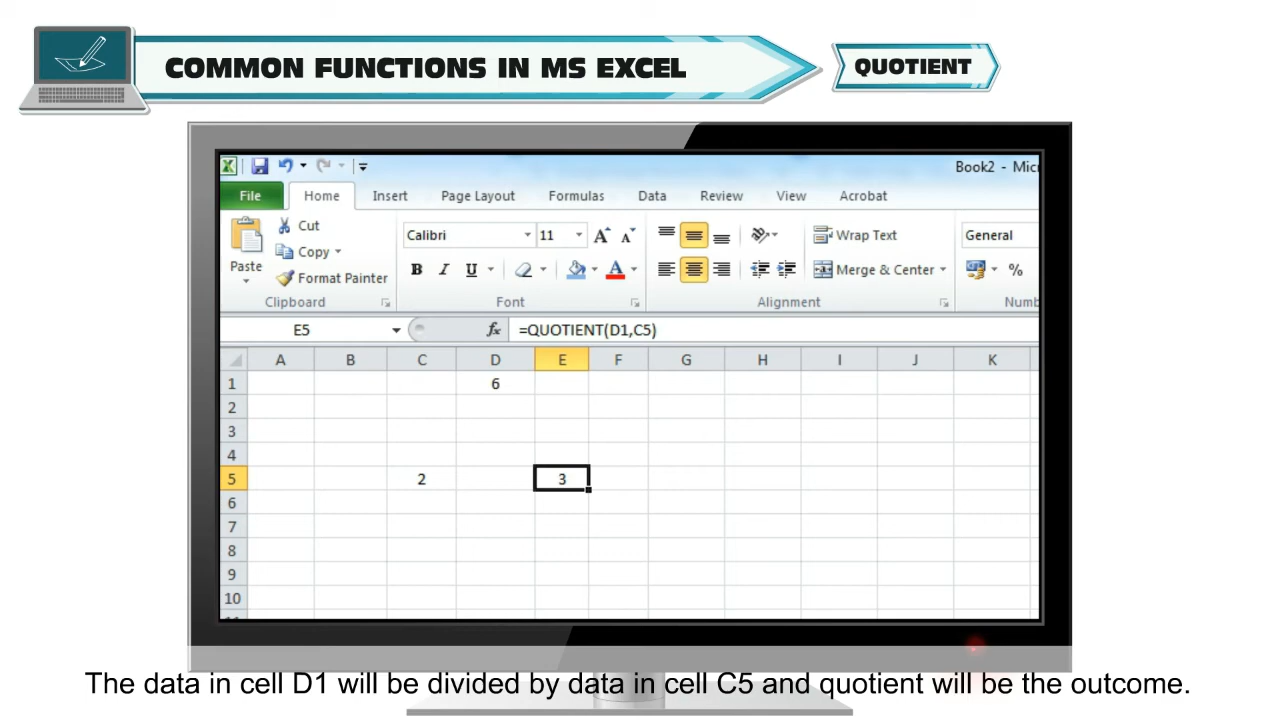 COMMON FUNCTIONS IN MS EXCEL
QUOTIENT
Book2 - Micr
File Home Insert Page Layout Formulas Data Review View Acrobat
Cut
Calibri 11 A A Wrap Text General
Copy
Paste
Format Painter B I U A Merge & Center %
Clipboard Font Alignment Numb
E5 fx =QUOTIENT(D1,C5)
A B C D E F G H I J K
1 6
2
3
4
5 2 3
6
7
8
9
10
The data in cell D1 will be divided by data in cell C5 and quotient will be the outcome.